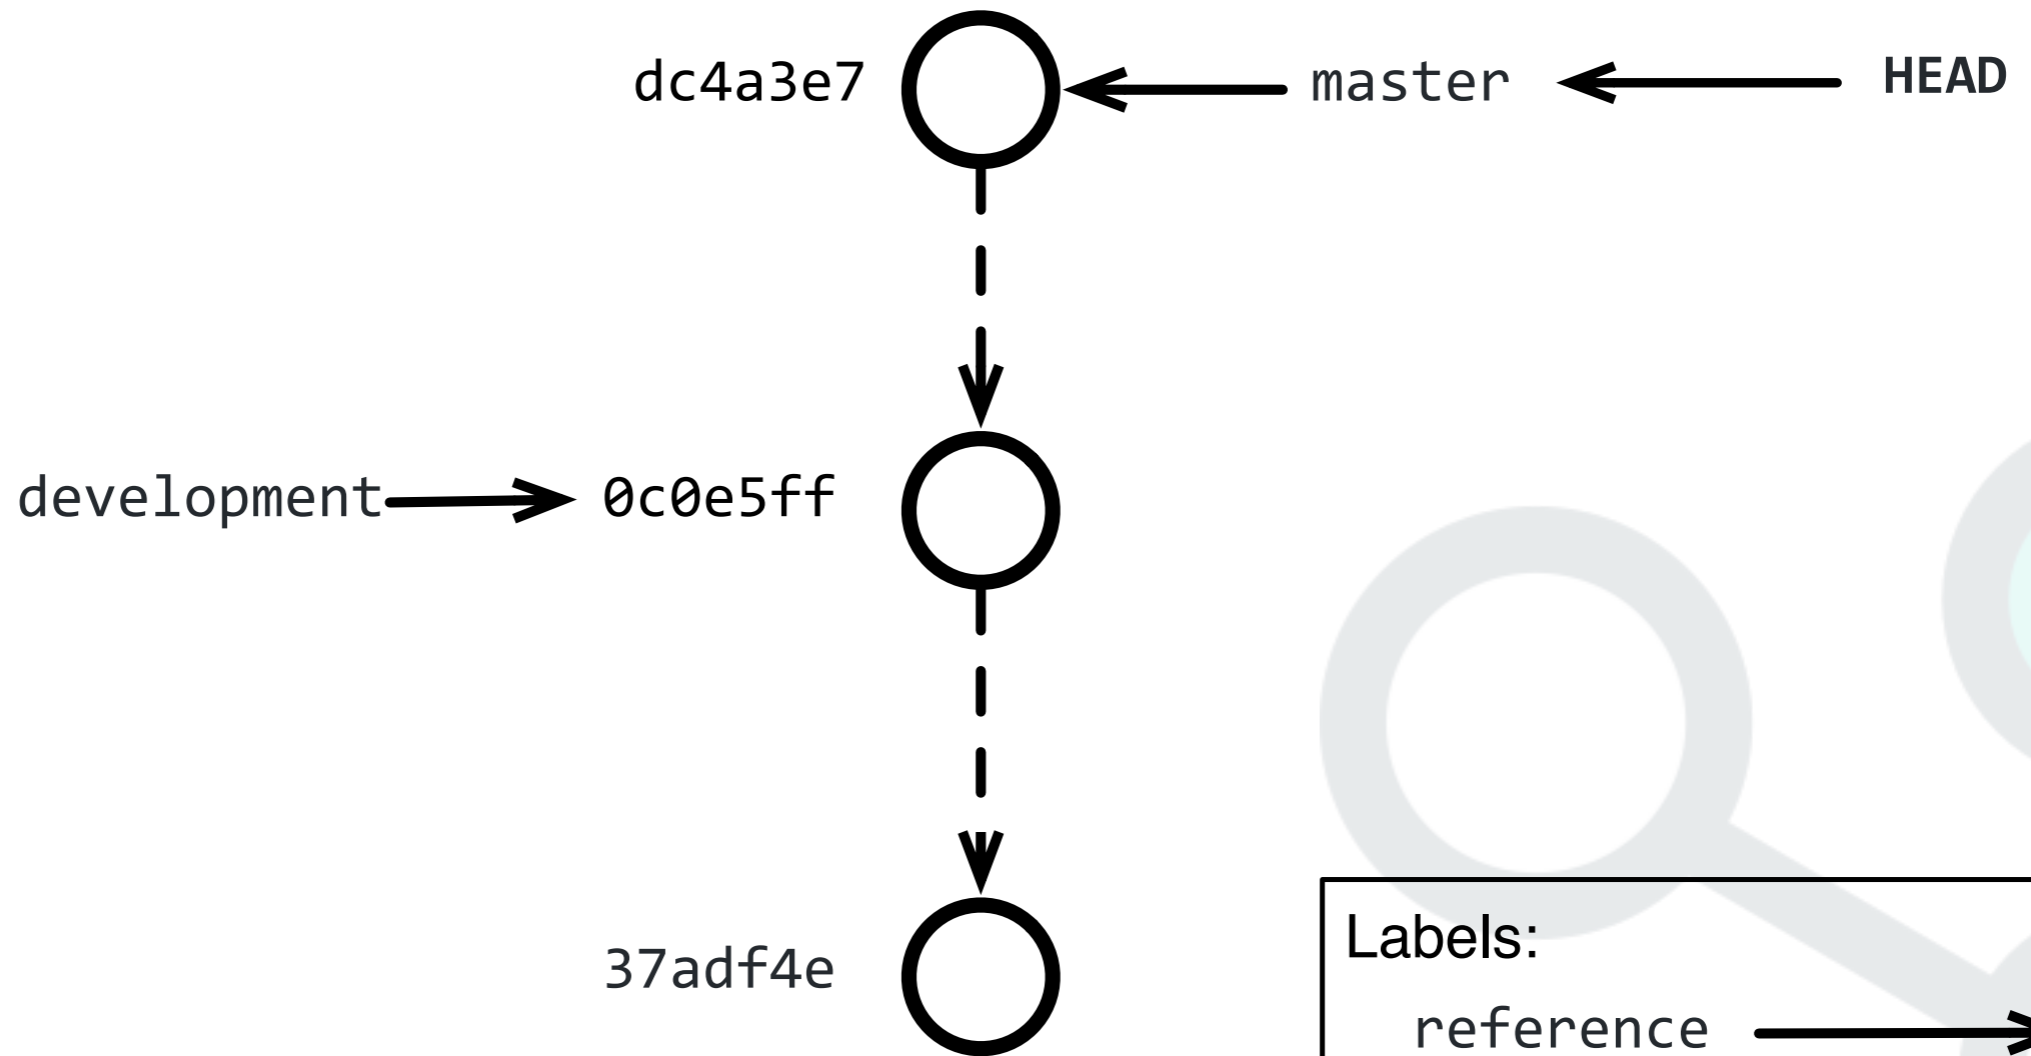 dc4a3e7 master HEAD
development 0c0e5ff
37adf4e
Labels:
reference